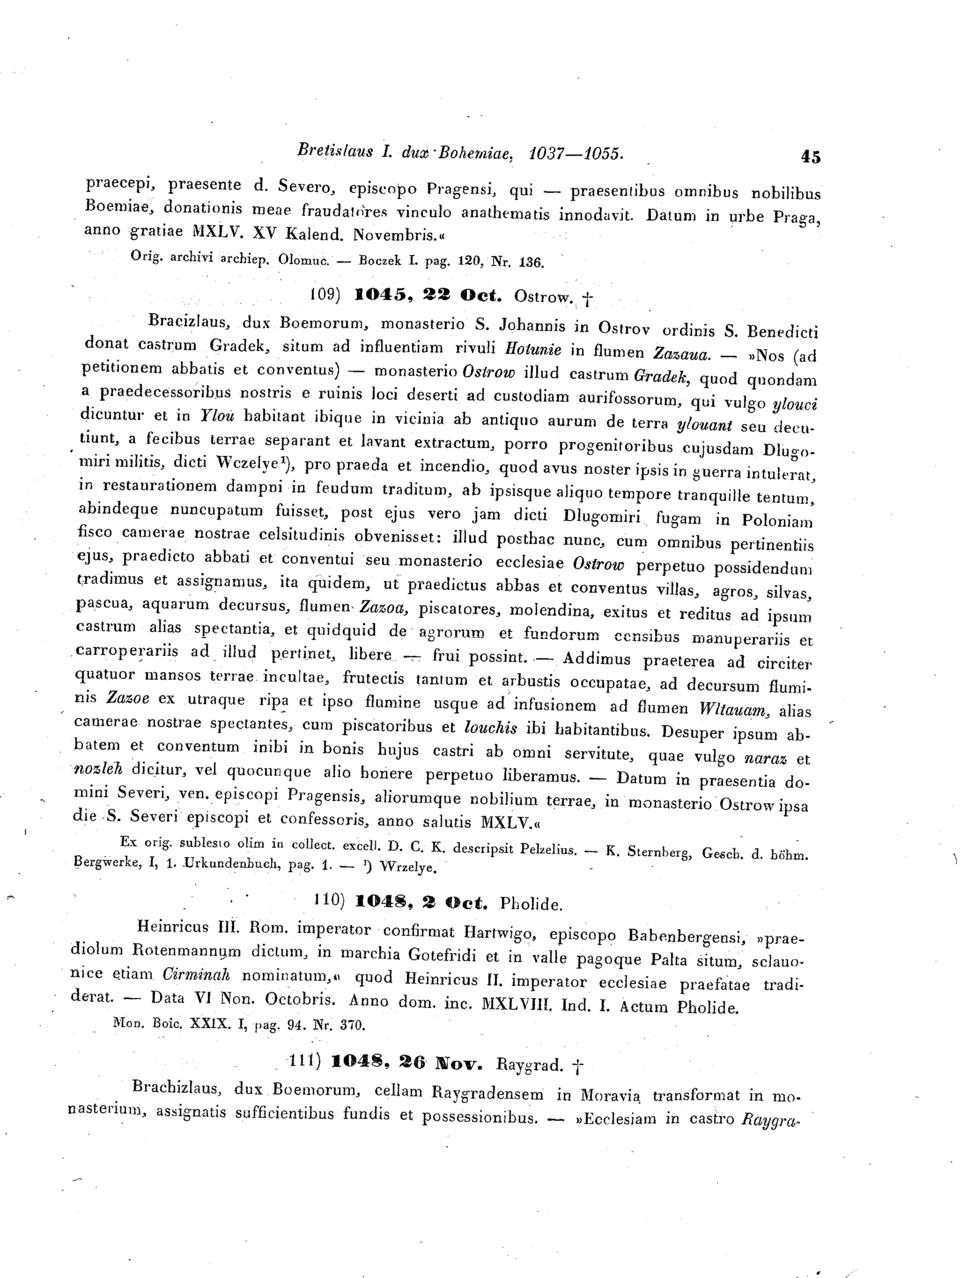 Bretislaus I. dux Bohemiae, 1037—1055. 45
praecepi, praesente d. Severo, episcopo Pragensi, qui — praesentibus omnibus nobilibus
Boemiae, donationis meae fraudatores vinculo anathematis innodavit. Datum in urbe Praga,
anno gratiae MXLV. XV Kalend. Novembris.«
Orig. archivi archiep. Olomuc. — Boczek I. pag. 120, Nr. 136.
109) 1045, 22 Oct. Ostrow. †
Bracizlaus, dux Boemorum, monasterio S. Johannis in Ostrov ordinis S. Benedicti
donat castrum Gradek, situm ad influentiam rivuli Hotunie in flumen Zazaua. — »Nos (ad
petitionem abbatis et conventus) — monasterio Ostrow illud castrum Gradek, quod quondam
a praedecessoribus nostris e ruinis loci deserti ad custodiam aurifossorum, qui vulgo ylouci
dicuntur et in Ylou habitant ibique in vicinia ab antiquo aurum de terra ylouant seu decu-
tiunt, a fecibus terrae separant et lavant extractum, porro progenitoribus cujusdam Dlugo-
miri militis, dicti Wczelye¹), pro praeda et incendio, quod avus noster ipsis in guerra intulerat,
in restaurationem dampni in feudum traditum, ab ipsisque aliquo tempore tranquille tentum,
abindeque nuncupatum fuisset, post ejus vero jam dicti Dlugomiri fugam in Poloniam
fisco camerae nostrae celsitudinis obvenisset: illud posthac nunc, cum omnibus pertinentiis
ejus, praedicto abbati et conventui seu monasterio ecclesiae Ostrow perpetuo possidendum
tradimus et assignamus, ita quidem, ut praedictus abbas et conventus villas, agros, silvas,
pascua, aquarum decursus, flumen Zazoa, piscatores, molendina, exitus et reditus ad ipsum
castrum alias spectantia, et quidquid de agrorum et fundorum censibus manuperariis et
carroperariis ad illud pertinet, libere — frui possint. — Addimus praeterea ad circiter
quatuor mansos terrae incultae, frutectis tantum et arbustis occupatae, ad decursum flumi-
nis Zazoe ex utraque ripa et ipso flumine usque ad infusionem ad flumen Wltauam, alias
camerae nostrae spectantes, cum piscatoribus et louchis ibi habitantibus. Desuper ipsum ab-
batem et conventum inibi in bonis hujus castri ab omni servitute, quae vulgo naraz et
nozleh dicitur, vel quocunque alio honere perpetuo liberamus. — Datum in praesentia do-
mini Severi, ven. episcopi Pragensis, aliorumque nobilium terrae, in monasterio Ostrow ipsa
die S. Severi episcopi et confessoris, anno salutis MXLV.«
Ex orig. sublesto olim in collect. excell. D. C. K. descripsit Pelzelius. — K. Sternberg, Gesch. d. böhm.
Bergwerke, I, 1. Urkundenbuch, pag. 1. — ¹) Wrzelye.
110) 1048, 2 Oct. Pholide.
Heinricus III. Rom. imperator confirmat Hartwigo, episcopo Babenbergensi, »prae-
diolum Rotenmannum dictum, in marchia Gotefridi et in valle pagoque Palta situm, sclauo-
nice etiam Cirminah nominatum,« quod Heinricus II. imperator ecclesiae praefatae tradi-
derat. — Data VI Non. Octobris. Anno dom. inc. MXLVIII. Ind. I. Actum Pholide.
Mon. Boic. XXIX. I, pag. 94. Nr. 370.
111) 1048, 26 Nov. Raygrad. †
Brachizlaus, dux Boemorum, cellam Raygradensem in Moravia transformat in mo-
nasterium, assignatis sufficientibus fundis et possessionibus. — »Ecclesiam in castro Raygra-